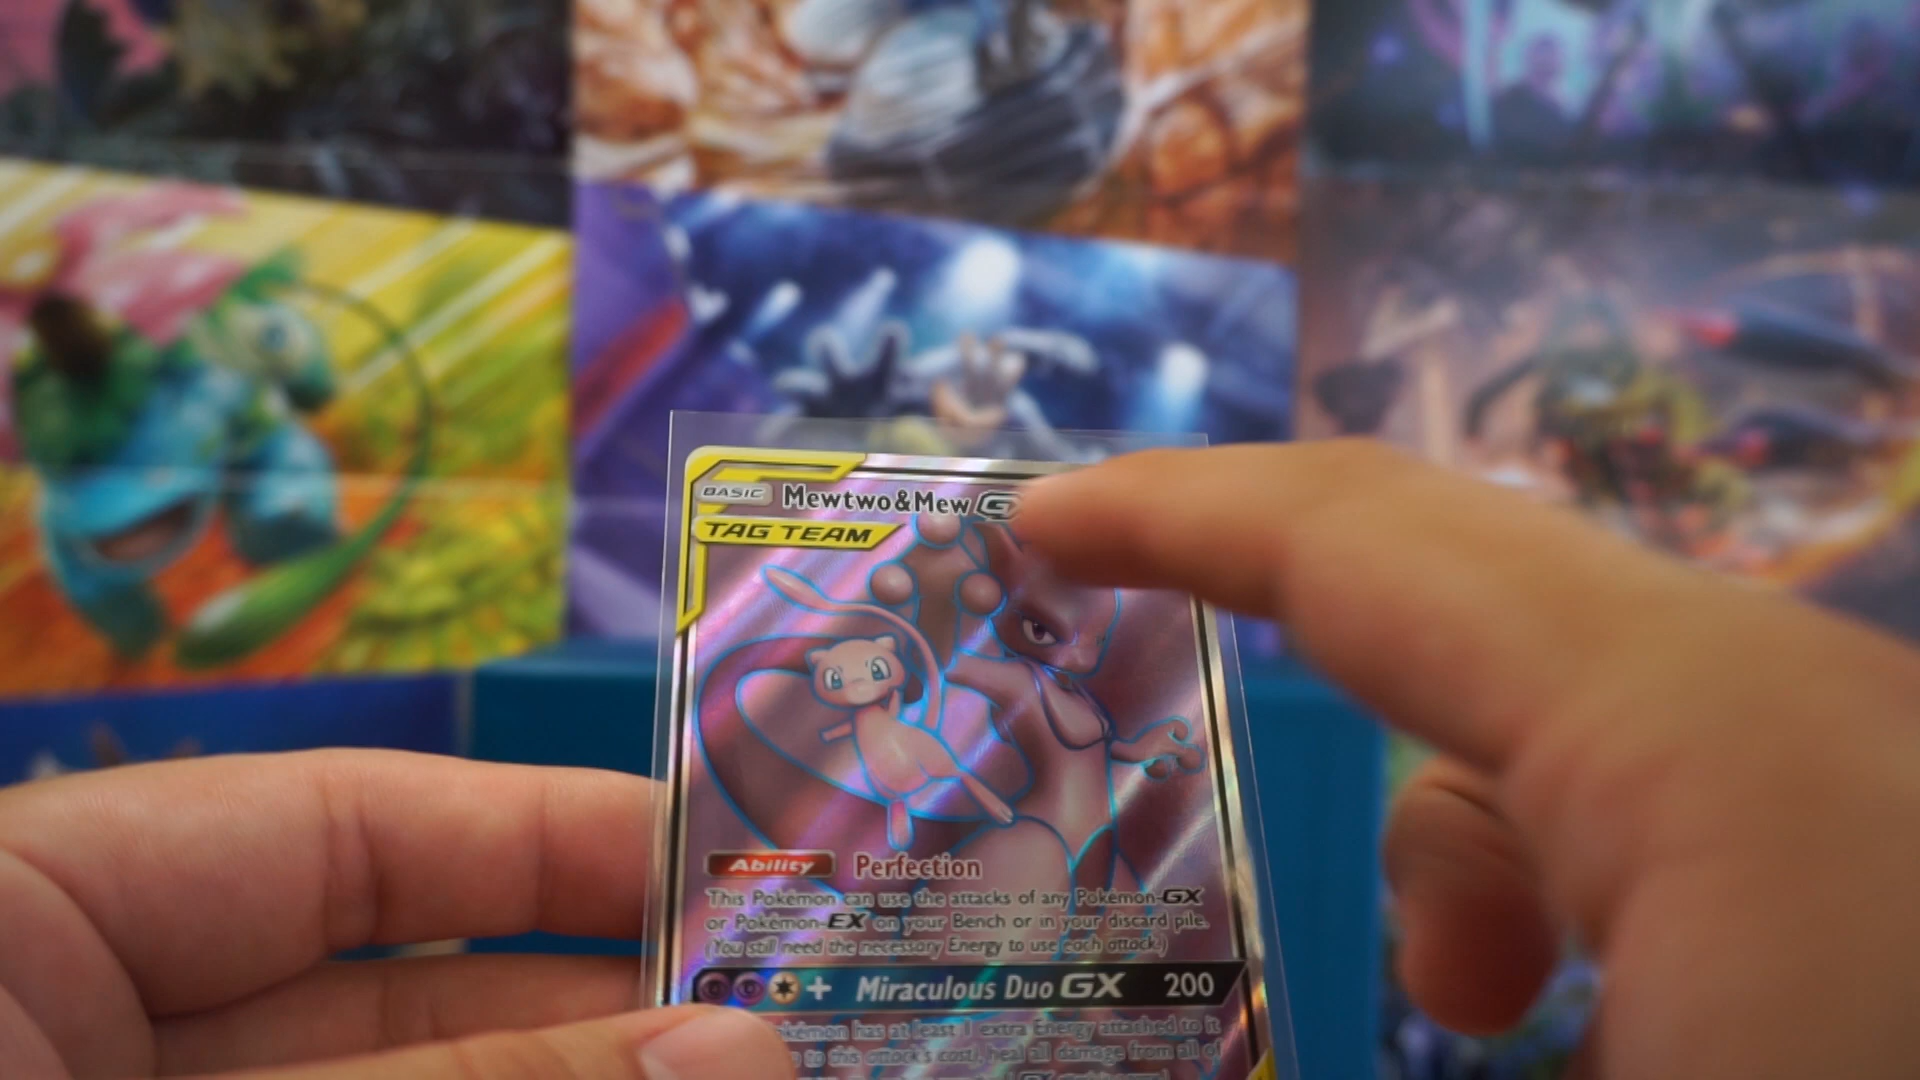 BASIC Mewtwo&Mew GX
TAG TEAM
Ability Perfection
This Pokémon can use the attacks of any Pokémon-GX
or Pokémon-EX on your Bench or in your discard pile.
(You still need the necessary Energy to use each attack.)
+ Miraculous Duo GX 200
has at least 1 extra Energy attached to it
to this attack's cost), heal all damage from all of